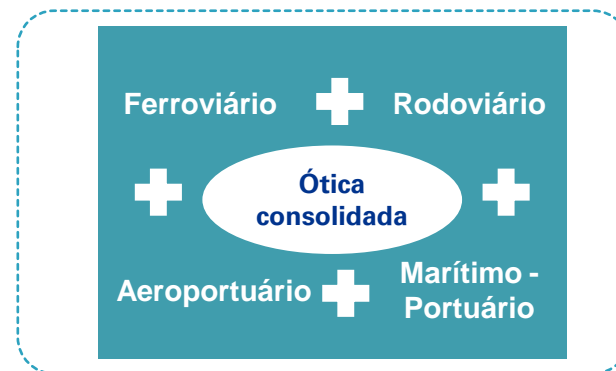 Ferroviário
Rodoviário
Ótica
consolidada
Aeroportuário
Marítimo -
Portuário